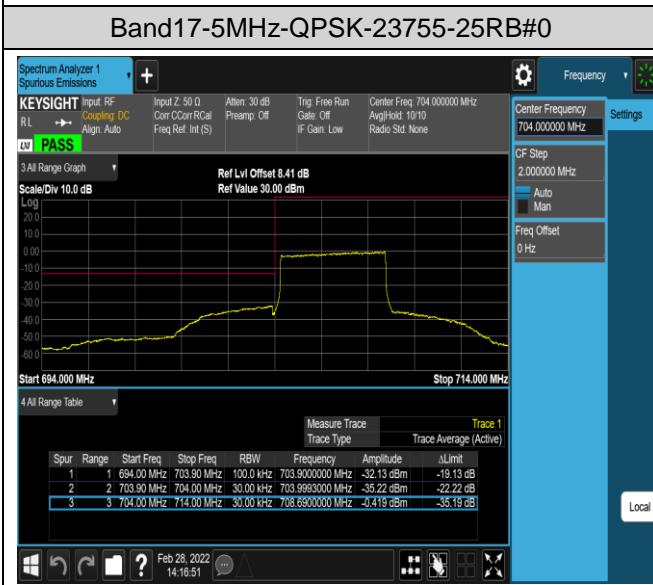 Band17-5MHz-QPSK-23755-25RB#0
Spectrum Analyzer 1
Spurious Emissions
+
Frequency
KEYSIGHT
RL
LXI PASS
Input: RF
Coupling: DC
Align: Auto
Input Z: 50 Ω
Corr CCorr RCal
Freq Ref: Int (S)
Atten: 30 dB
Preamp: Off
Trig: Free Run
Gate: Off
IF Gain: Low
Center Freq: 704.000000 MHz
Avg|Hold: 10/10
Radio Std: None
Center Frequency
704.000000 MHz
Settings
CF Step
2.000000 MHz
Auto
Man
Freq Offset
0 Hz
3 All Range Graph
Ref Lvl Offset 8.41 dB
Scale/Div 10.0 dB
Ref Value 30.00 dBm
Log
20.0
10.0
0.00
-10.0
-20.0
-30.0
-40.0
-50.0
-60.0
Start 694.000 MHz
Stop 714.000 MHz
4 All Range Table
Measure Trace Trace 1
Trace Type Trace Average (Active)
Spur Range Start Freq Stop Freq RBW Frequency Amplitude ΔLimit
1 1 694.00 MHz 703.90 MHz 100.0 kHz 703.9000000 MHz -32.13 dBm -19.13 dB
2 2 703.90 MHz 704.00 MHz 30.00 kHz 703.9993000 MHz -35.22 dBm -22.22 dB
3 3 704.00 MHz 714.00 MHz 30.00 kHz 708.6900000 MHz -0.419 dBm -35.19 dB
Local
?
Feb 28, 2022
14:16:51